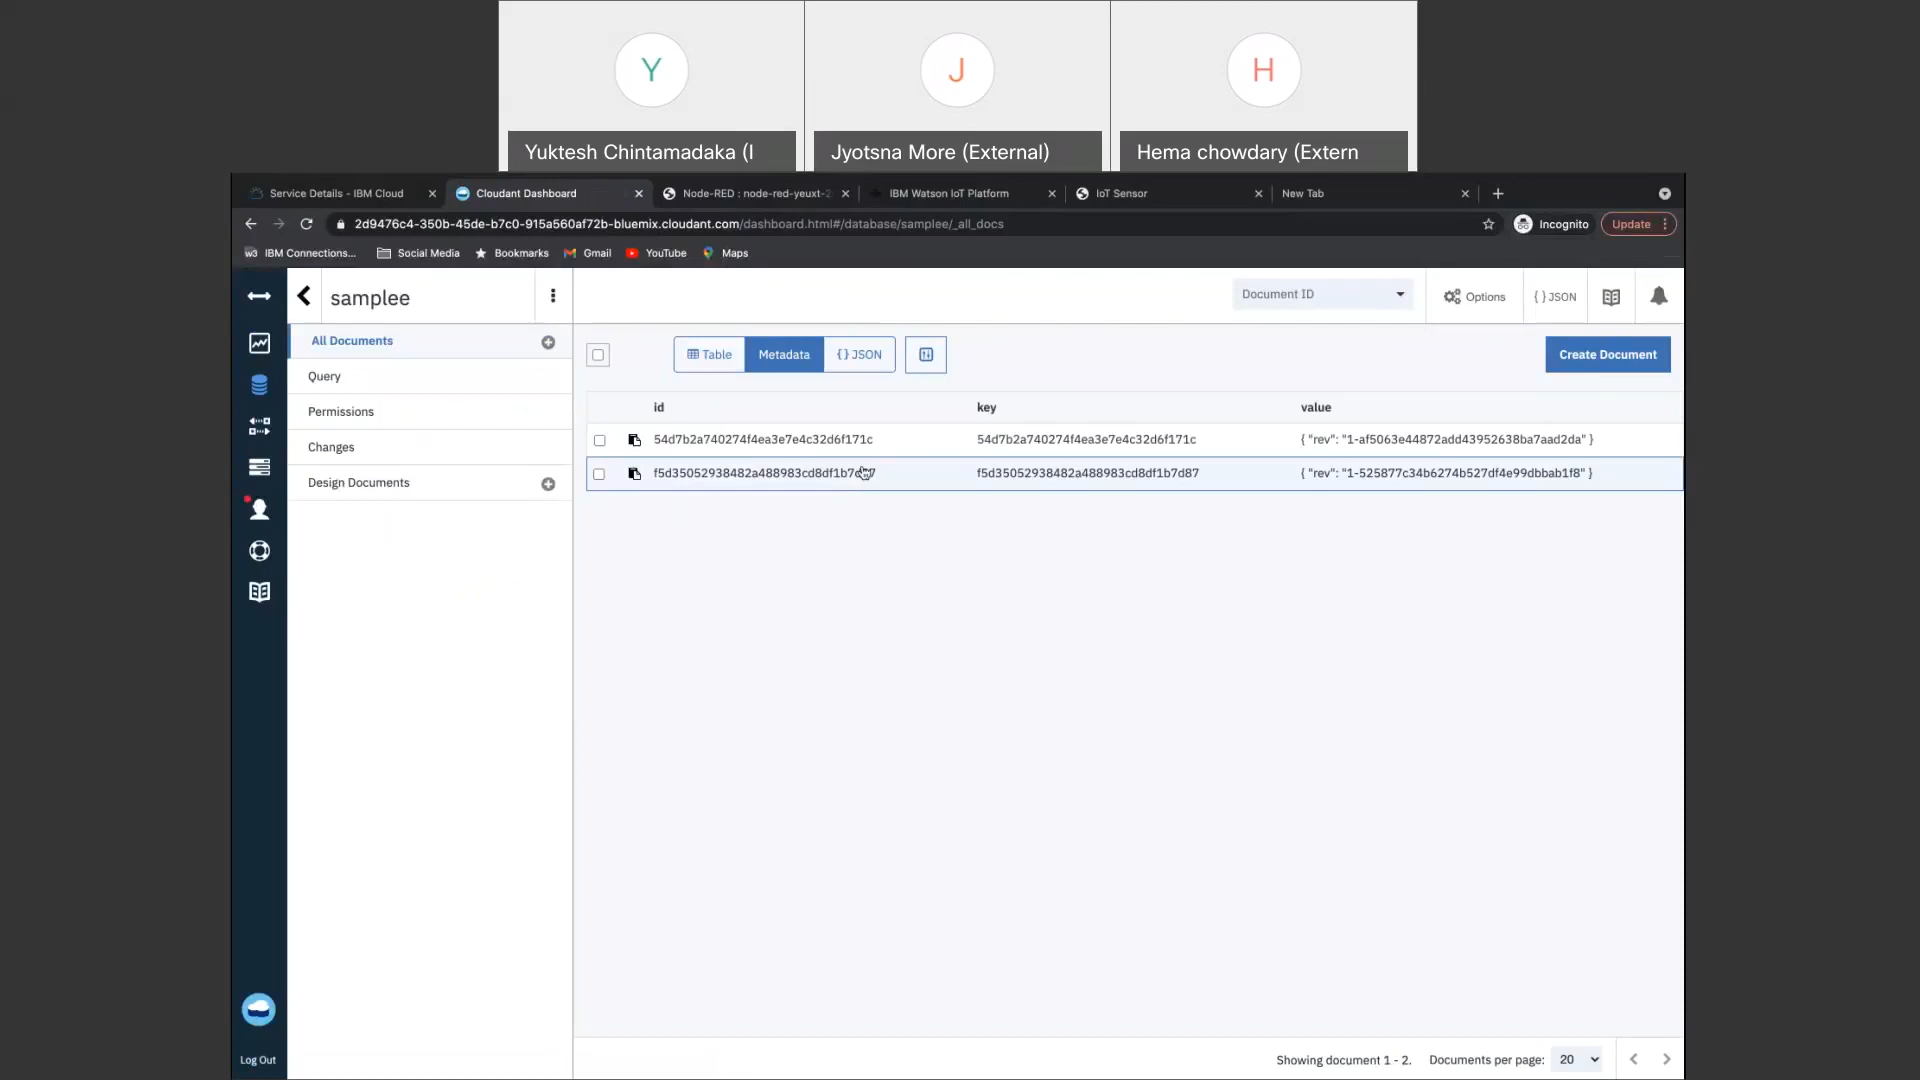 Y
J
H
Yuktesh Chintamadaka (I
Jyotsna More (External)
Hema chowdary (Extern
Service Details - IBM Cloud
Cloudant Dashboard
Node-RED : node-red-yeuxt-2
IBM Watson IoT Platform
IoT Sensor
New Tab
2d9476c4-350b-45de-b7c0-915a560af72b-bluemix.cloudant.com/dashboard.html#/database/samplee/_all_docs
Incognito
Update
w3 IBM Connections...
Social Media
Bookmarks
Gmail
YouTube
Maps
samplee
Document ID
Options
{ } JSON
All Documents
Table
Metadata
{ } JSON
Create Document
Query
Permissions
Changes
Design Documents
id key value
54d7b2a740274f4ea3e7e4c32d6f171c 54d7b2a740274f4ea3e7e4c32d6f171c { "rev": "1-af5063e44872add43952638ba7aad2da" }
f5d35052938482a488983cd8df1b7d87 f5d35052938482a488983cd8df1b7d87 { "rev": "1-525877c34b6274b527df4e99dbbab1f8" }
Log Out
Showing document 1 - 2.
Documents per page: 20